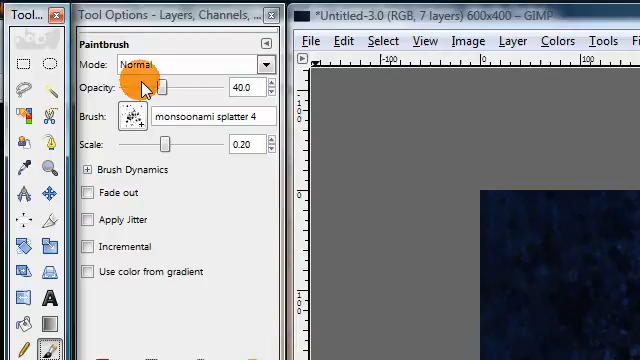 Tool...
Tool Options - Layers, Channels, ...
*Untitled-3.0 (RGB, 7 layers) 600x400 – GIMP
File Edit Select View Image Layer Colors Tools
Paintbrush
Mode: Normal
Opacity: 40.0
Brush: monsoonami splatter 4
Scale: 0.20
Brush Dynamics
Fade out
Apply Jitter
Incremental
Use color from gradient
-100 0 100
0
100